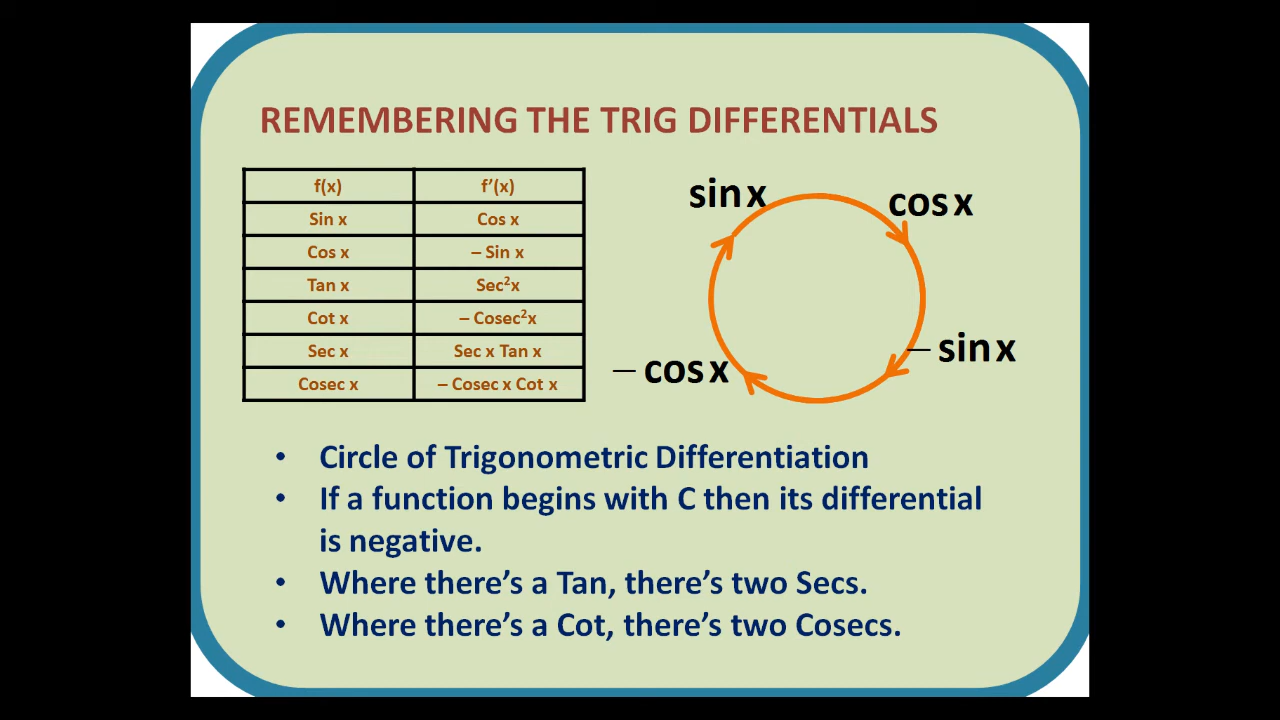 REMEMBERING THE TRIG DIFFERENTIALS
f(x) f’(x)
Sin x Cos x
Cos x – Sin x
Tan x Sec²x
Cot x – Cosec²x
Sec x Sec x Tan x
Cosec x – Cosec x Cot x
sin x
cos x
– sin x
– cos x
• Circle of Trigonometric Differentiation
• If a function begins with C then its differential
is negative.
• Where there’s a Tan, there’s two Secs.
• Where there’s a Cot, there’s two Cosecs.